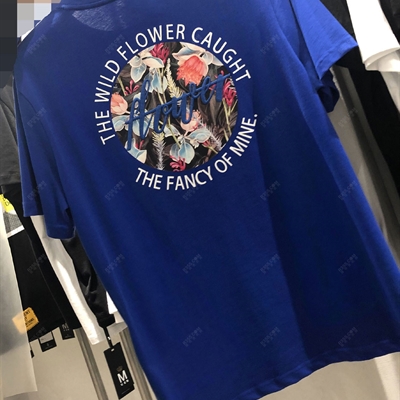 THE WILD FLOWER CAUGHT
flower
THE FANCY OF MINE.
M